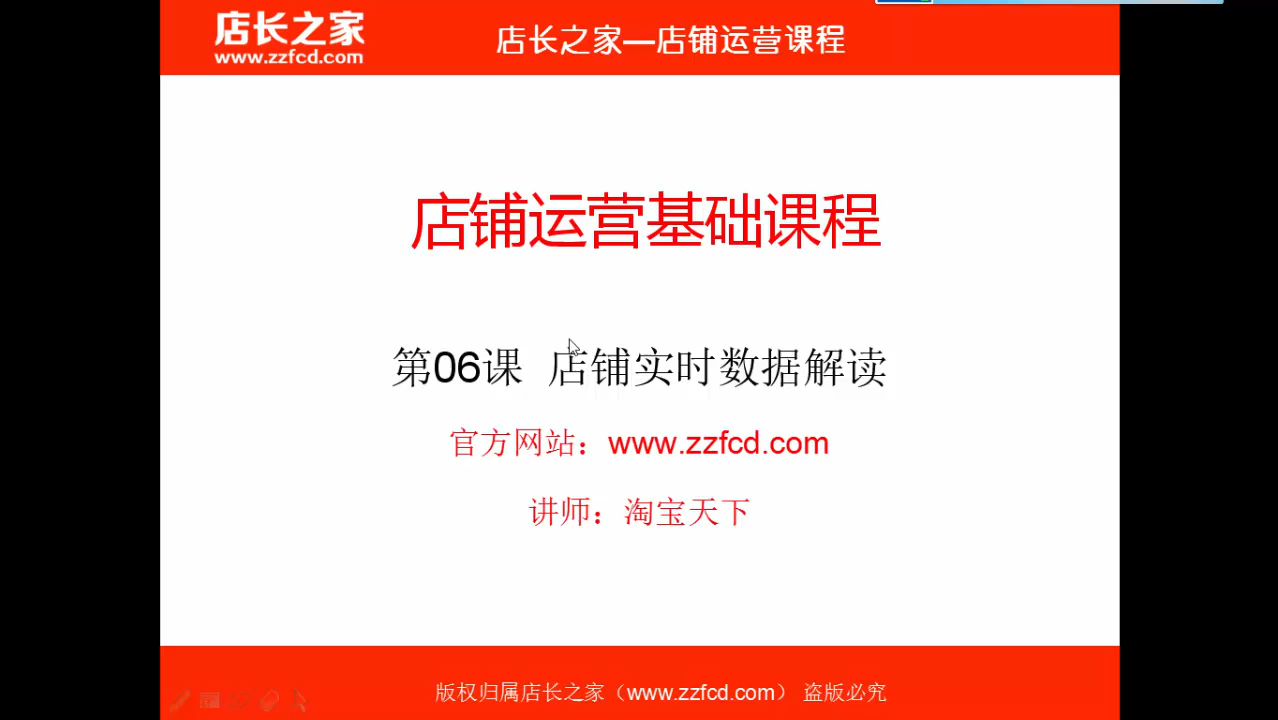 店长之家
www.zzfcd.com
店长之家—店铺运营课程
店铺运营基础课程
第06课 店铺实时数据解读
官方网站：www.zzfcd.com
讲师：淘宝天下
版权归属店长之家（www.zzfcd.com） 盗版必究